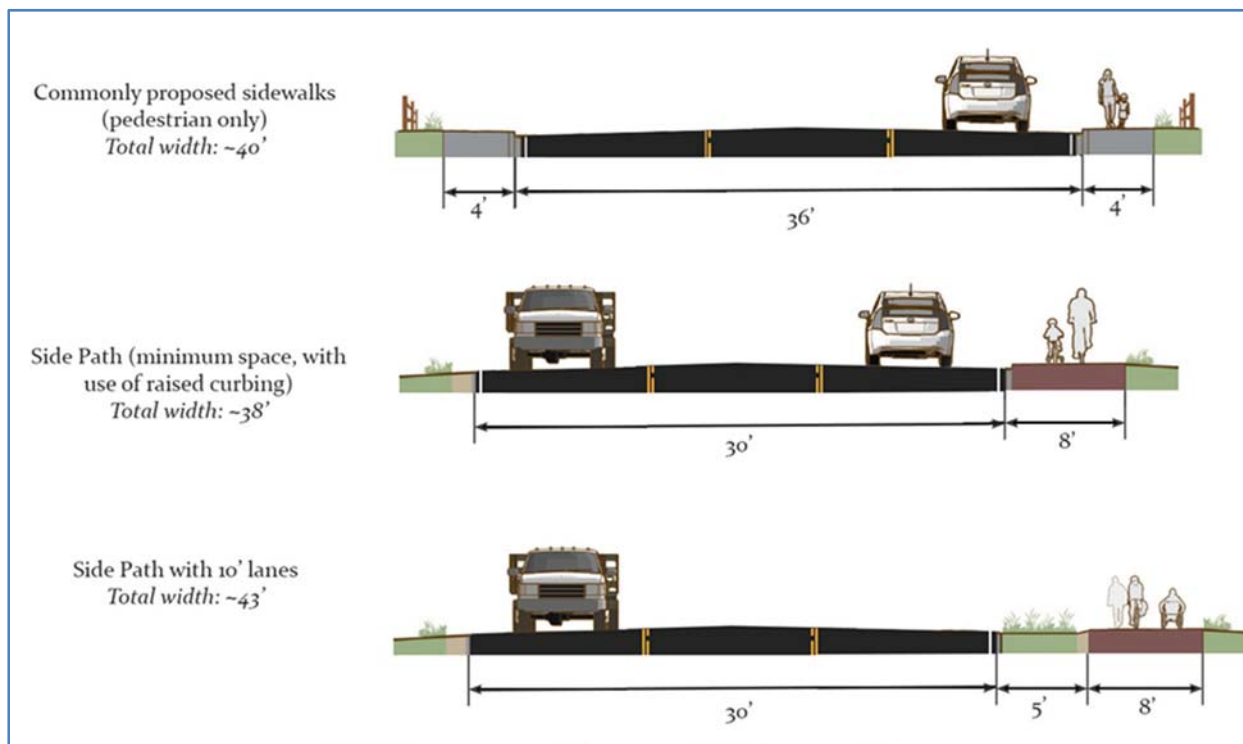 Commonly proposed sidewalks
(pedestrian only)
Total width: ~40'
4'
36'
4'
Side Path (minimum space, with
use of raised curbing)
Total width: ~38'
30'
8'
Side Path with 10' lanes
Total width: ~43'
30'
5'
8'